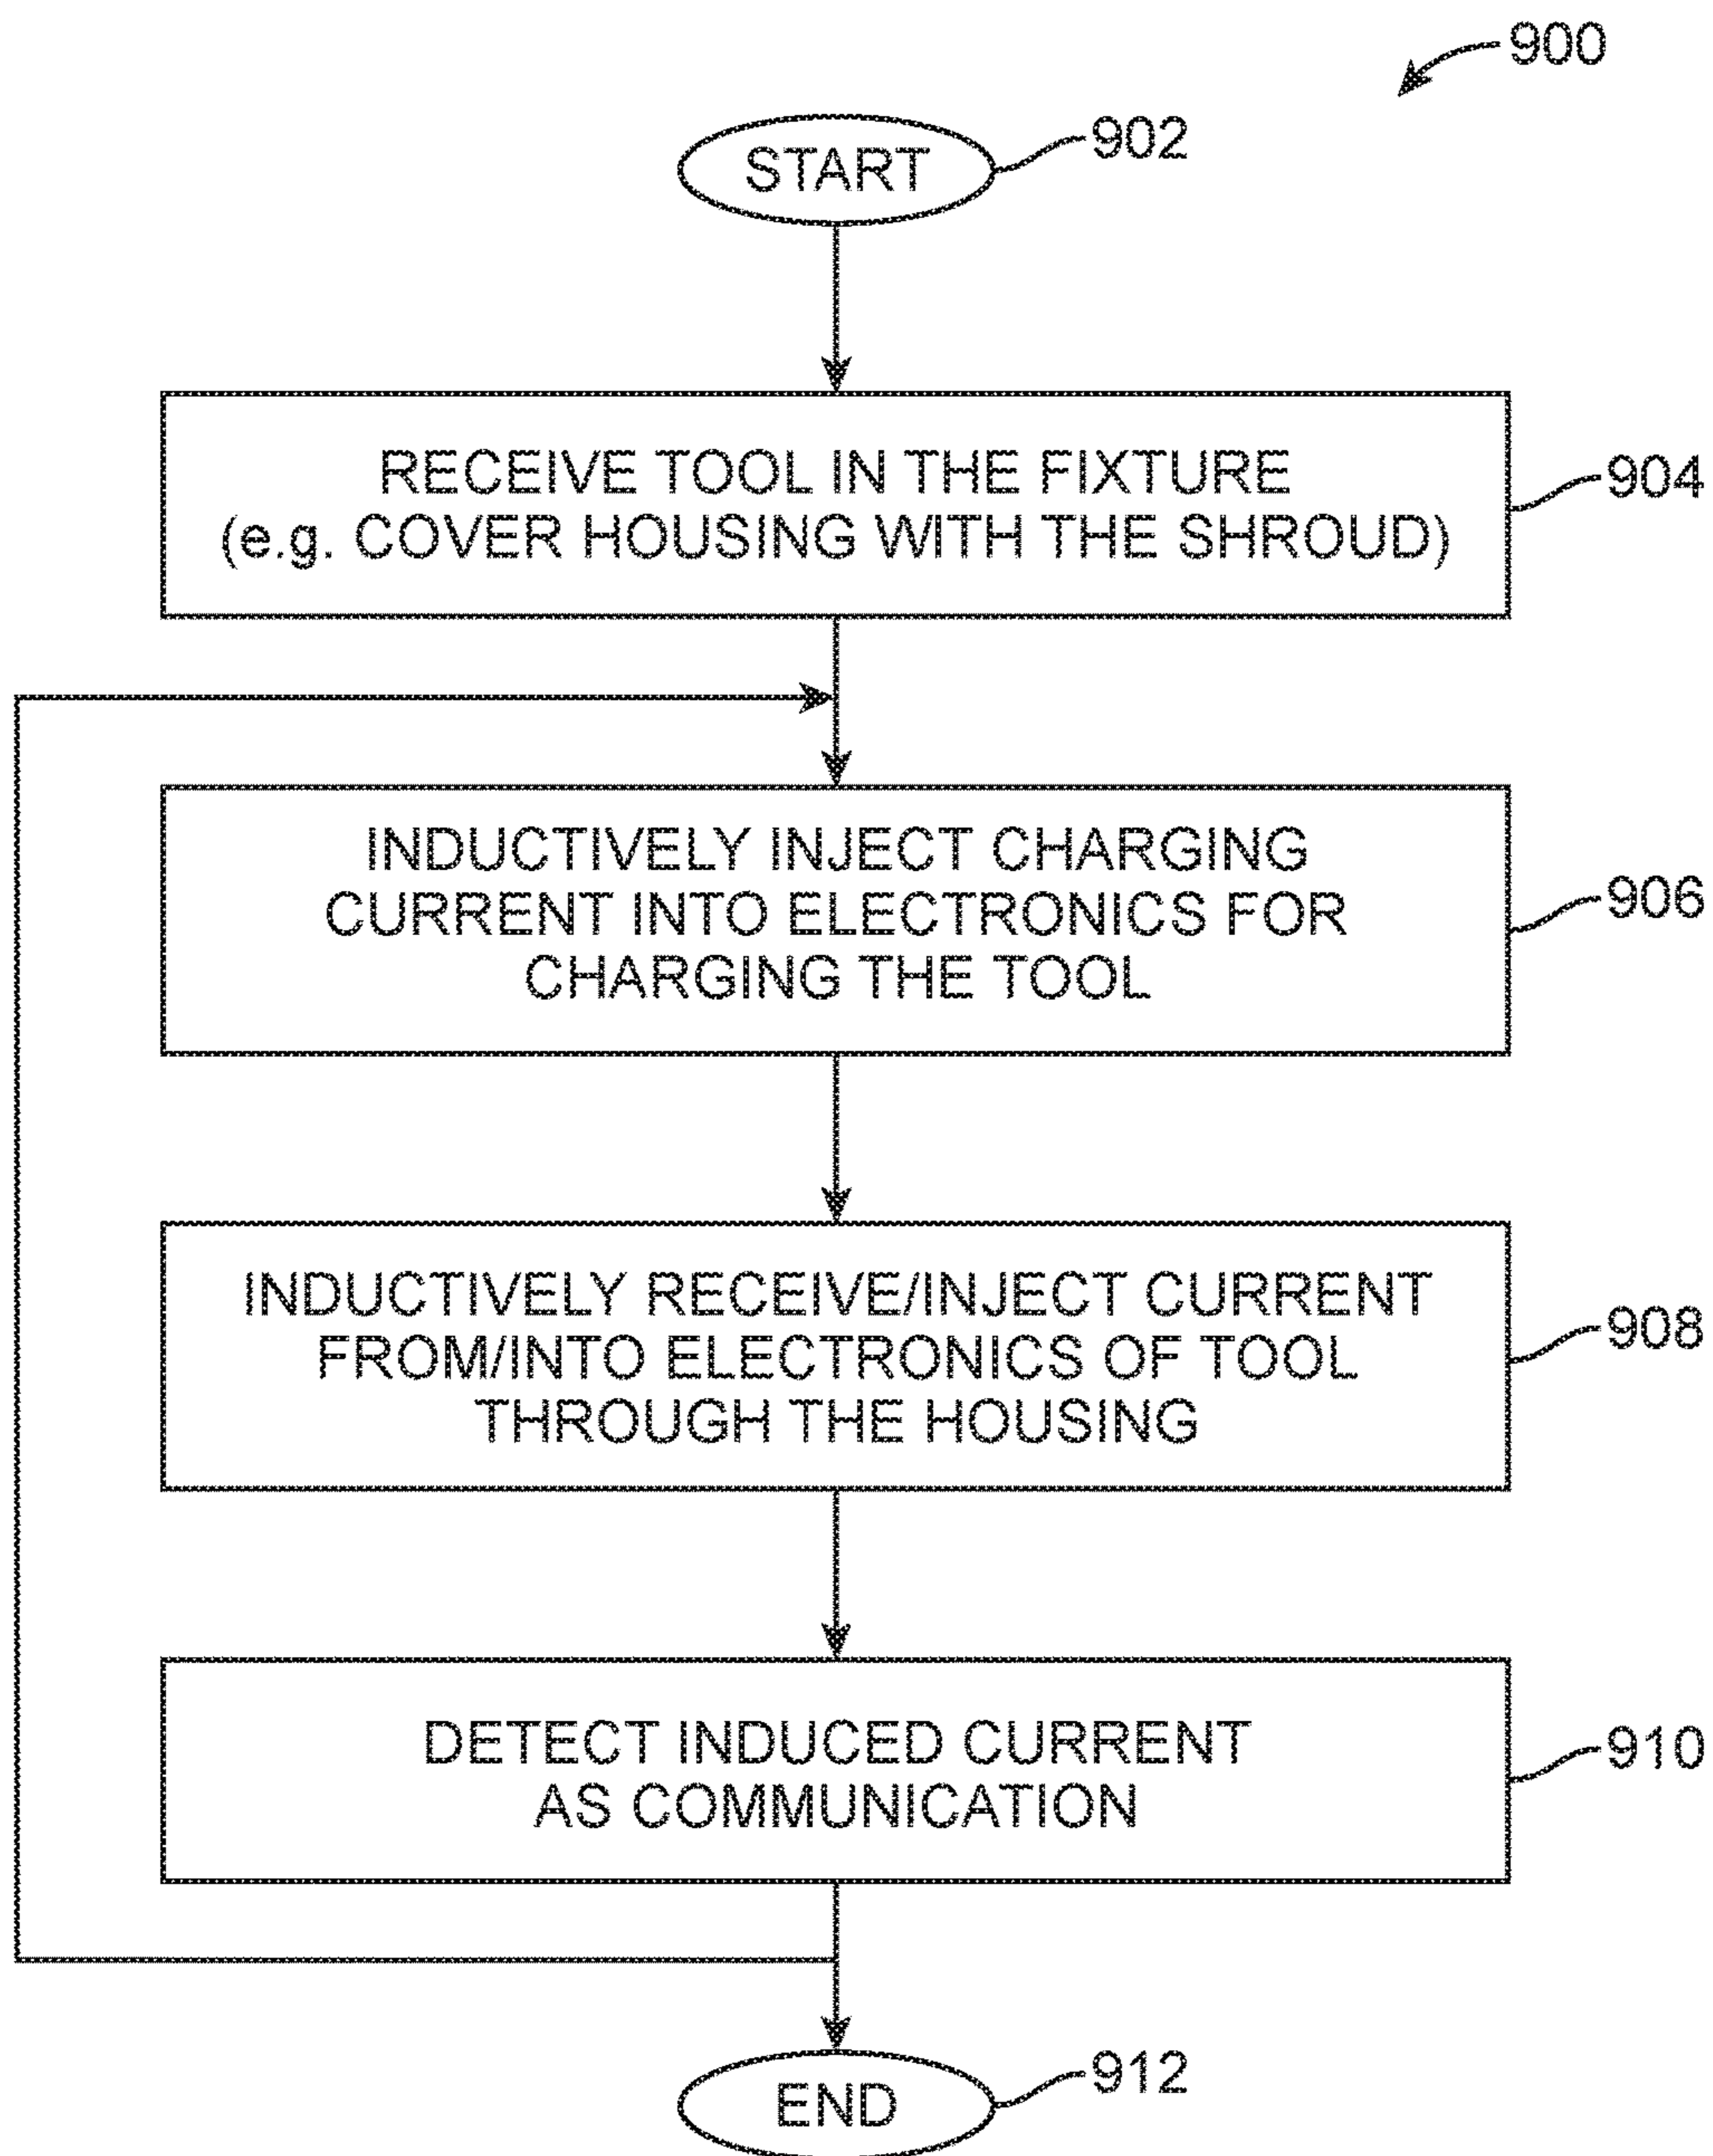 900
START
902
RECEIVE TOOL IN THE FIXTURE
(e.g. COVER HOUSING WITH THE SHROUD)
904
INDUCTIVELY INJECT CHARGING
CURRENT INTO ELECTRONICS FOR
CHARGING THE TOOL
906
INDUCTIVELY RECEIVE/INJECT CURRENT
FROM/INTO ELECTRONICS OF TOOL
THROUGH THE HOUSING
908
DETECT INDUCED CURRENT
AS COMMUNICATION
910
END
912